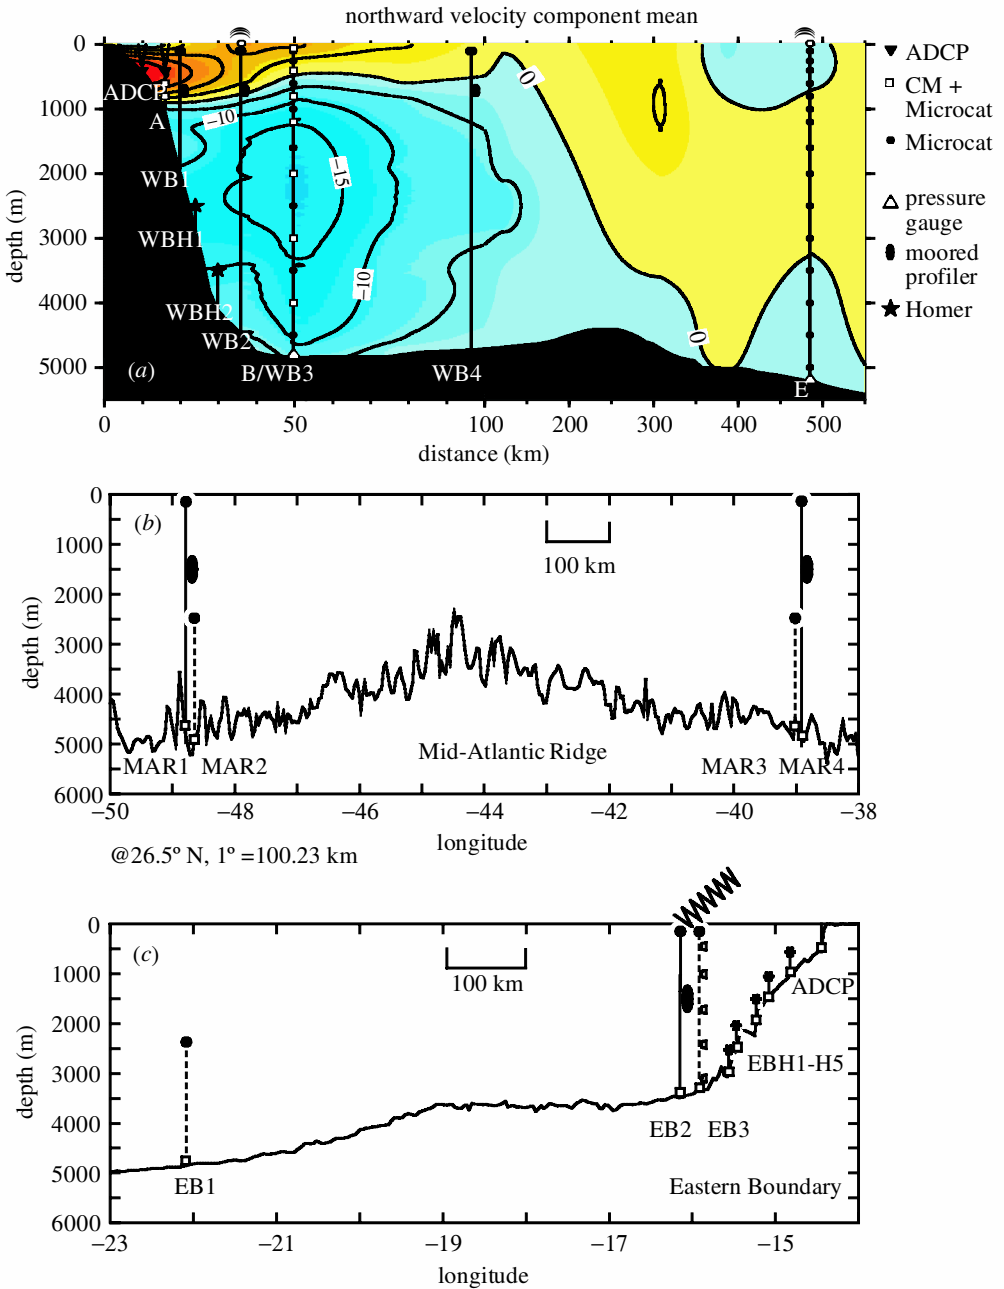 northward velocity component mean
0
1000
2000
3000
4000
5000
depth (m)
ADCP
A
WB1
WBH1
WBH2
WB2
B/WB3
WB4
E
(a)
−10
−15
−10
0
0
0
0
50
100
200
300
400
500
distance (km)
ADCP
CM +
Microcat
Microcat
pressure
gauge
moored
profiler
Homer
0
1000
2000
3000
4000
5000
6000
depth (m)
(b)
100 km
Mid-Atlantic Ridge
MAR1
MAR2
MAR3
MAR4
−50
−48
−46
−44
−42
−40
−38
longitude
@26.5º N, 1º =100.23 km
0
1000
2000
3000
4000
5000
6000
depth (m)
(c)
100 km
ADCP
EBH1-H5
EB2
EB3
EB1
Eastern Boundary
−23
−21
−19
−17
−15
longitude